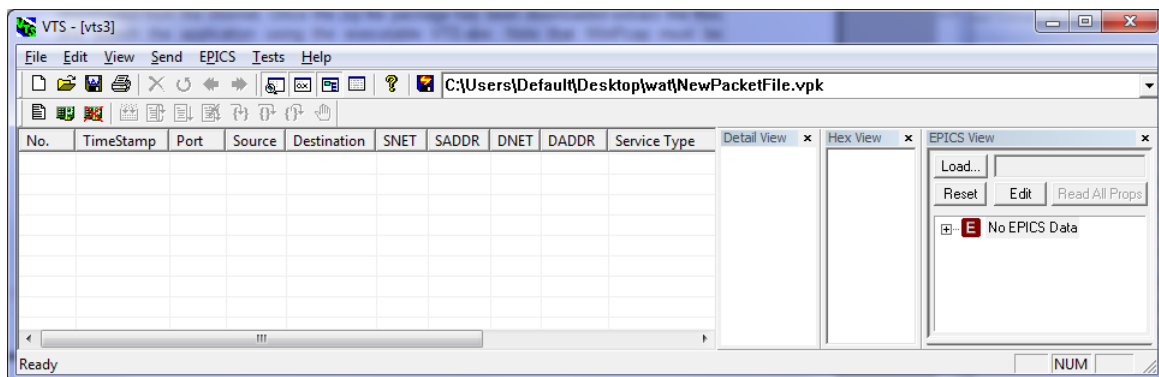 VTS - [vts3]
File Edit View Send EPICS Tests Help
C:\Users\Default\Desktop\wat\NewPacketFile.vpk
No. TimeStamp Port Source Destination SNET SADDR DNET DADDR Service Type
Detail View
Hex View
EPICS View
Load...
Reset Edit Read All Props
E No EPICS Data
Ready
NUM